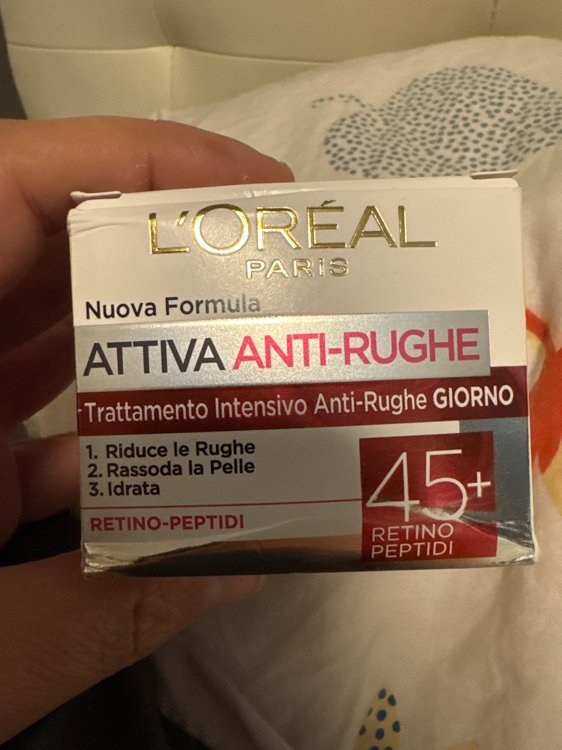 L'ORÉAL
PARIS
Nuova Formula
ATTIVA ANTI-RUGHE
Trattamento Intensivo Anti-Rughe GIORNO
1. Riduce le Rughe
2. Rassoda la Pelle
3. Idrata
RETINO-PEPTIDI
45+
RETINO
PEPTIDI